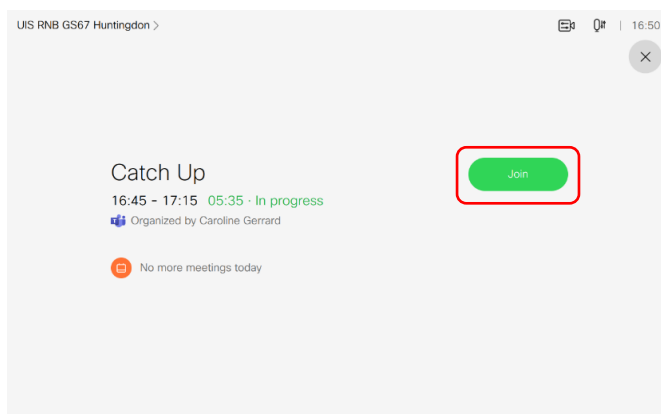 UIS RNB GS67 Huntingdon >
16:50
Catch Up
Join
16:45 - 17:15 05:35 · In progress
Organized by Caroline Gerrard
No more meetings today